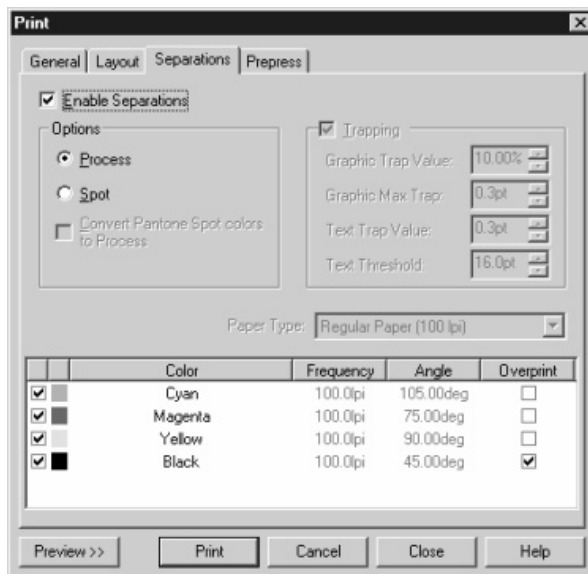 Print
General Layout Separations Prepress
Enable Separations
Options
Process
Spot
Convert Pantone Spot colors
to Process
Trapping
Graphic Trap Value: 10.00%
Graphic Max Trap: 0.3pt
Text Trap Value: 0.3pt
Text Threshold: 16.0pt
Paper Type: Regular Paper (100 lpi)
Color Frequency Angle Overprint
Cyan 100.0lpi 105.00deg
Magenta 100.0lpi 75.00deg
Yellow 100.0lpi 90.00deg
Black 100.0lpi 45.00deg
Preview >> Print Cancel Close Help